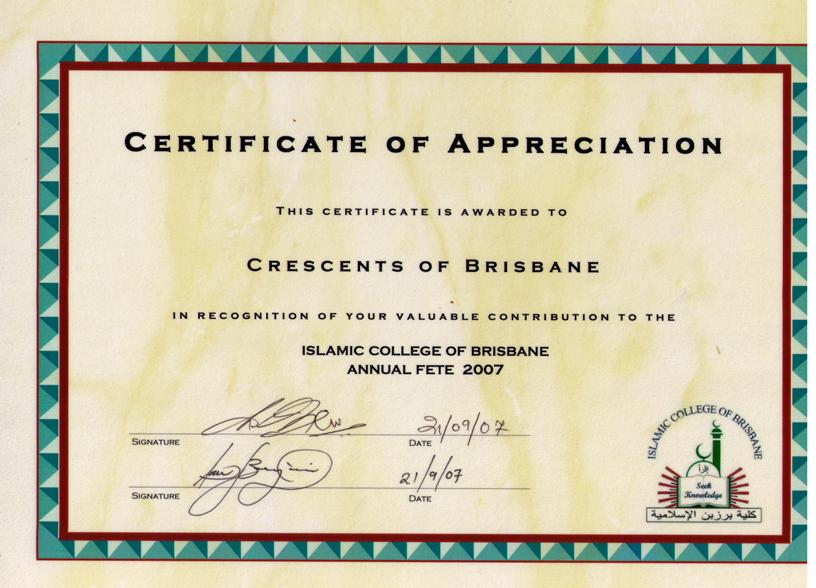 CERTIFICATE OF APPRECIATION
THIS CERTIFICATE IS AWARDED TO
CRESCENTS OF BRISBANE
IN RECOGNITION OF YOUR VALUABLE CONTRIBUTION TO THE
ISLAMIC COLLEGE OF BRISBANE
ANNUAL FETE 2007
21/09/07
SIGNATURE DATE
21/9/07
SIGNATURE DATE
ISLAMIC COLLEGE OF BRISBANE
إقرأ
Seek
Knowledge
كلية برزبن الإسلامية